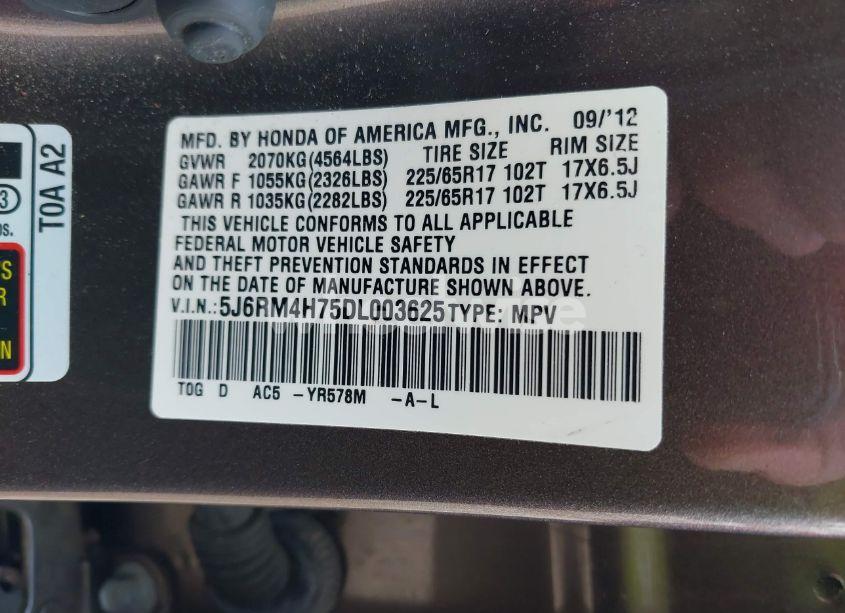 MFD. BY HONDA OF AMERICA MFG., INC. 09/'12
GVWR 2070KG(4564LBS) TIRE SIZE RIM SIZE
GAWR F 1055KG(2326LBS) 225/65R17 102T 17X6.5J
GAWR R 1035KG(2282LBS) 225/65R17 102T 17X6.5J
THIS VEHICLE CONFORMS TO ALL APPLICABLE
FEDERAL MOTOR VEHICLE SAFETY
AND THEFT PREVENTION STANDARDS IN EFFECT
ON THE DATE OF MANUFACTURE SHOWN ABOVE.
V.I.N.: 5J6RM4H75DL003625 TYPE: MPV
TOG D AC5 -YR578M -A-L
TOA A2